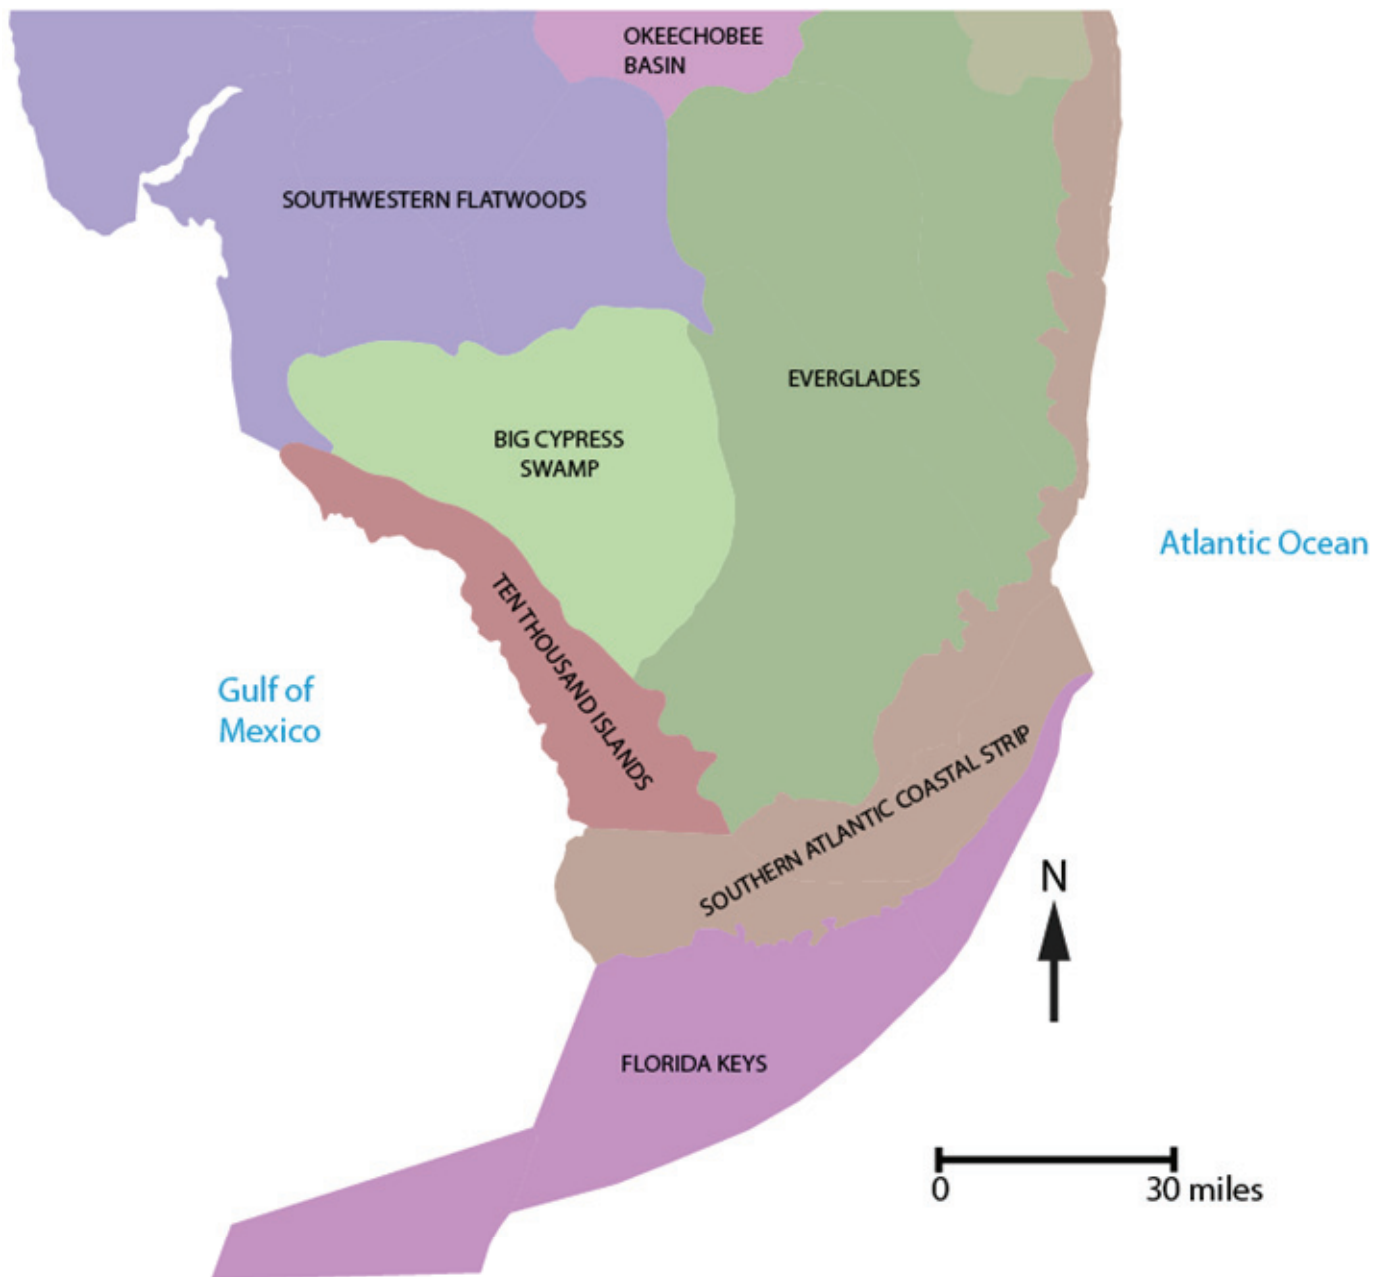 OKEECHOBEE
BASIN
SOUTHWESTERN FLATWOODS
EVERGLADES
BIG CYPRESS
SWAMP
Atlantic Ocean
TEN THOUSAND ISLANDS
Gulf of
Mexico
SOUTHERN ATLANTIC COASTAL STRIP
N
FLORIDA KEYS
0 30 miles